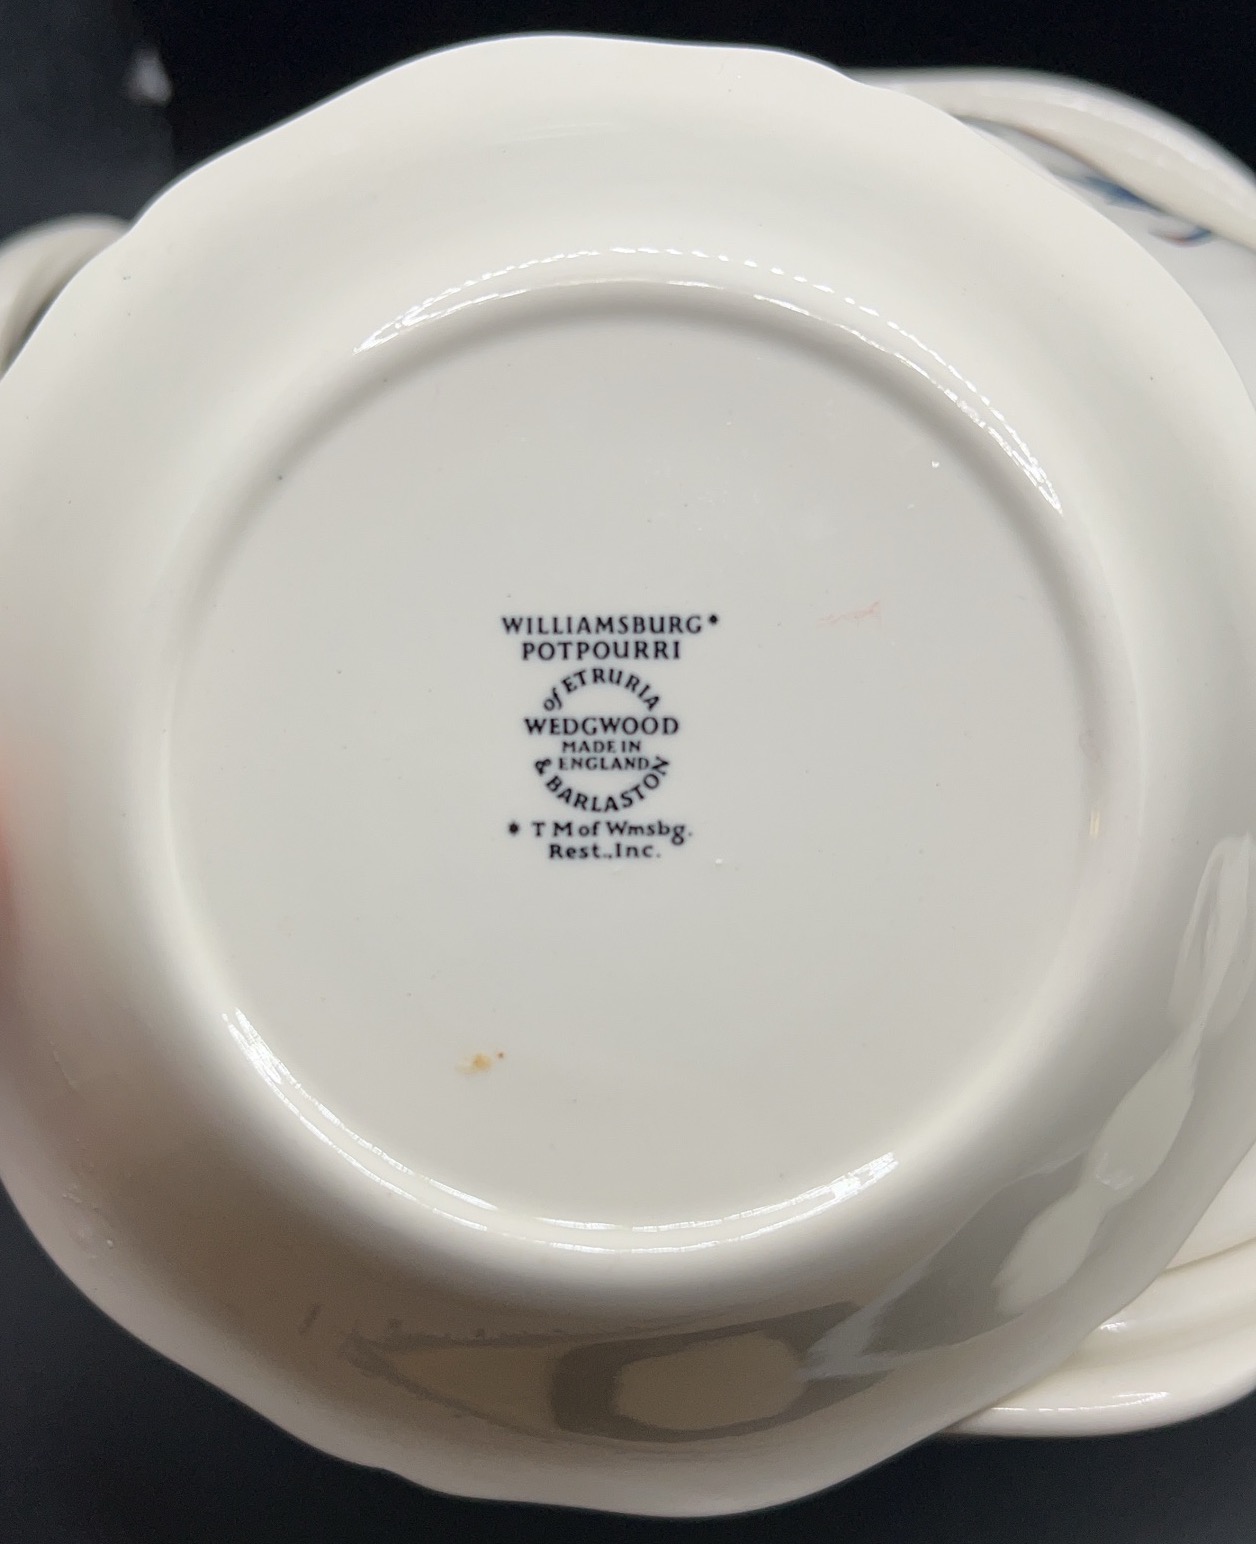 WILLIAMSBURG*
POTPOURRI
of ETRURIA
WEDGWOOD
MADE IN
ENGLAND
& BARLASTON
* T M of Wmsbg.
Rest., Inc.